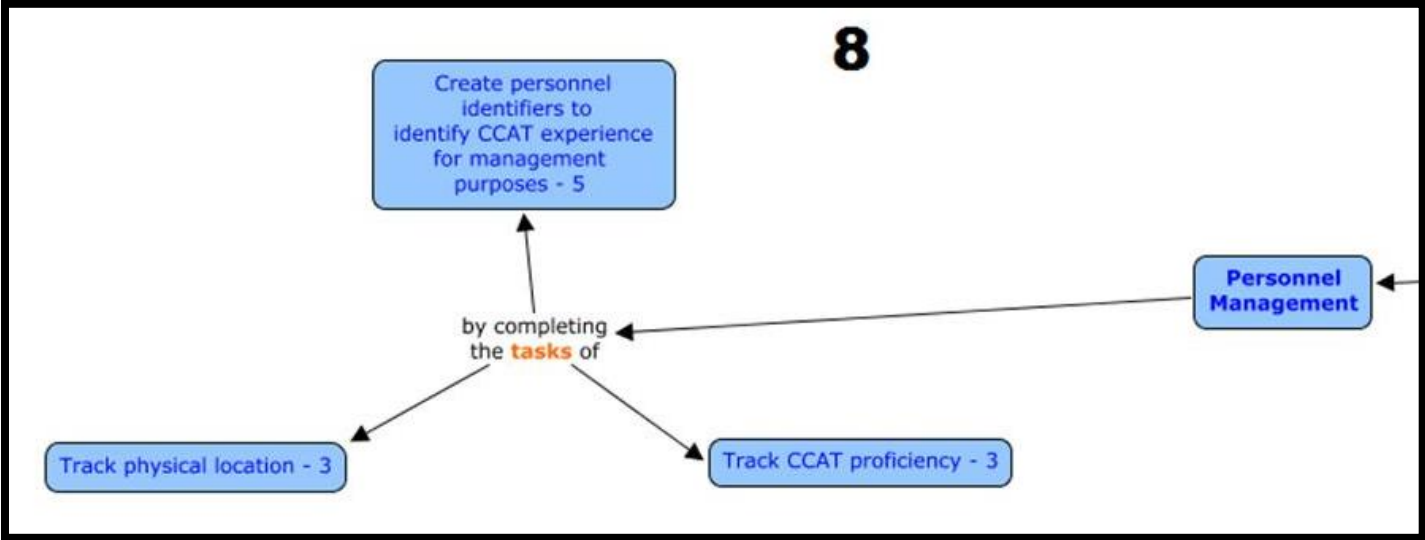 8
Create personnel
identifiers to
identify CCAT experience
for management
purposes - 5
Personnel
Management
by completing
the tasks of
Track physical location - 3
Track CCAT proficiency - 3